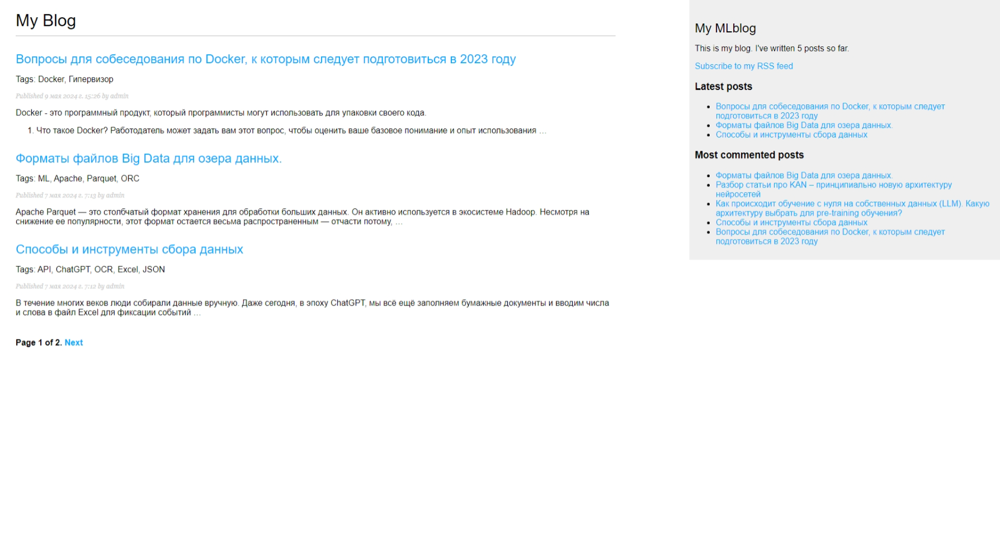 My Blog
Вопросы для собеседования по Docker, к которым следует подготовиться в 2023 году
Tags: Docker, Гипервизор
Published 9 мая 2024 г. 15:26 by admin
Docker - это программный продукт, который программисты могут использовать для упаковки своего кода.
1. Что такое Docker? Работодатель может задать вам этот вопрос, чтобы оценить ваше базовое понимание и опыт использования …
Форматы файлов Big Data для озера данных.
Tags: ML, Apache, Parquet, ORC
Published 7 мая 2024 г. 7:13 by admin
Apache Parquet — это столбчатый формат хранения для обработки больших данных. Он активно используется в экосистеме Hadoop. Несмотря на
снижение ее популярности, этот формат остается весьма распространенным — отчасти потому, …
Способы и инструменты сбора данных
Tags: API, ChatGPT, OCR, Excel, JSON
Published 7 мая 2024 г. 7:12 by admin
В течение многих веков люди собирали данные вручную. Даже сегодня, в эпоху ChatGPT, мы всё ещё заполняем бумажные документы и вводим числа
и слова в файл Excel для фиксации событий …
Page 1 of 2. Next
My MLblog
This is my blog. I've written 5 posts so far.
Subscribe to my RSS feed
Latest posts
• Вопросы для собеседования по Docker, к которым следует
подготовиться в 2023 году
• Форматы файлов Big Data для озера данных.
• Способы и инструменты сбора данных
Most commented posts
• Форматы файлов Big Data для озера данных.
• Разбор статьи про KAN – принципиально новую архитектуру
нейросетей
• Как происходит обучение с нуля на собственных данных (LLM). Какую
архитектуру выбрать для pre-training обучения?
• Способы и инструменты сбора данных
• Вопросы для собеседования по Docker, к которым следует
подготовиться в 2023 году